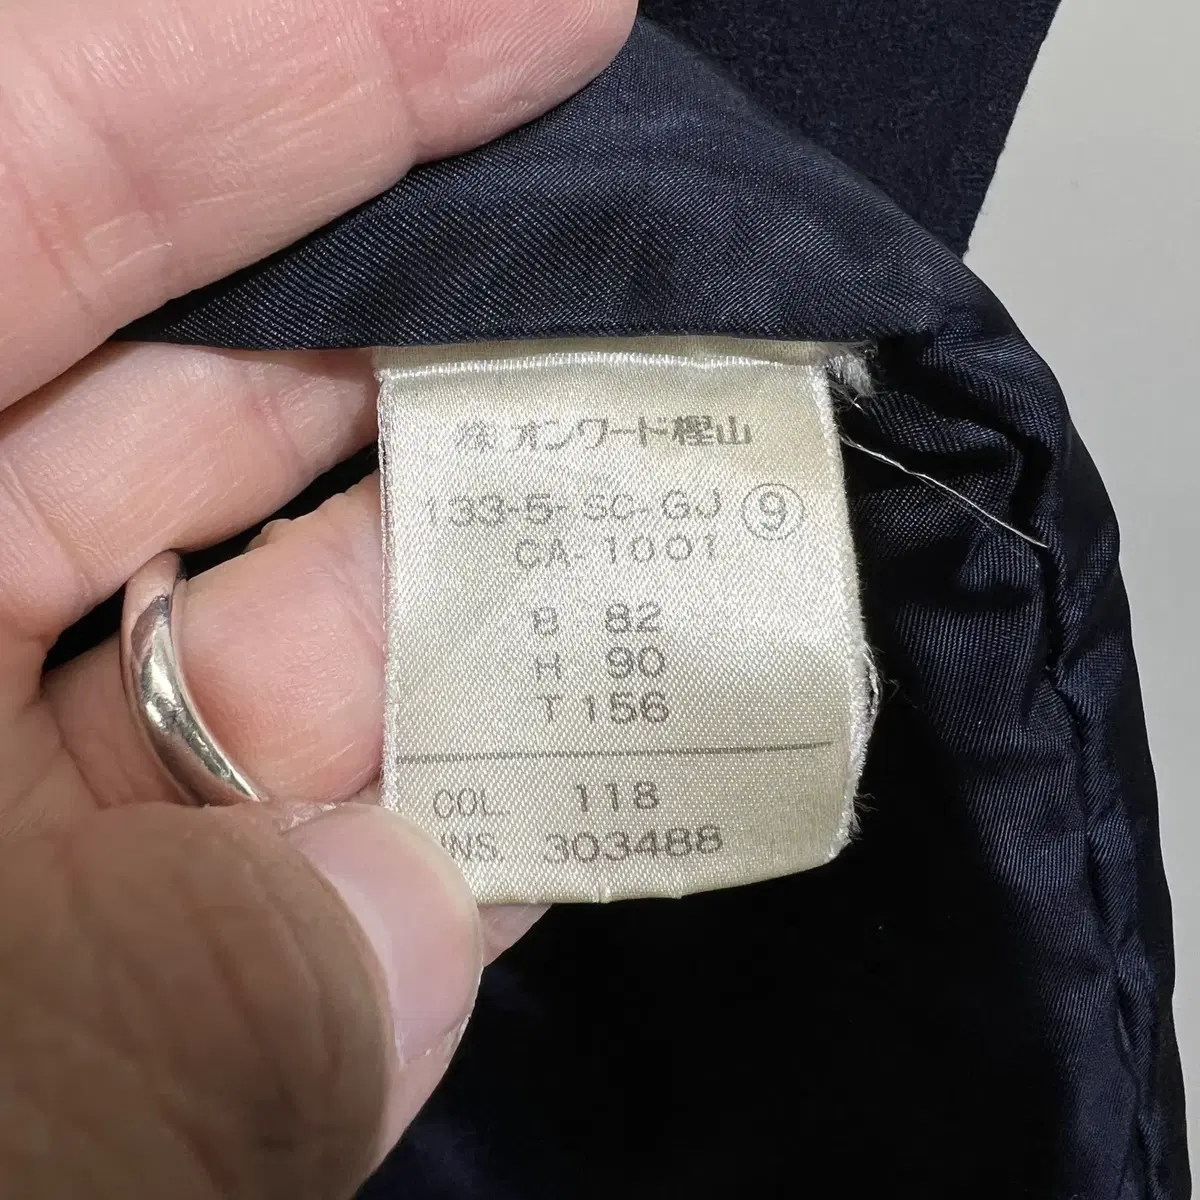 ㈱オンワード樫山
133-5-SC-GJ ⑨
CA-1001
B 82
H 90
T 156
COL. 118
INS. 303488